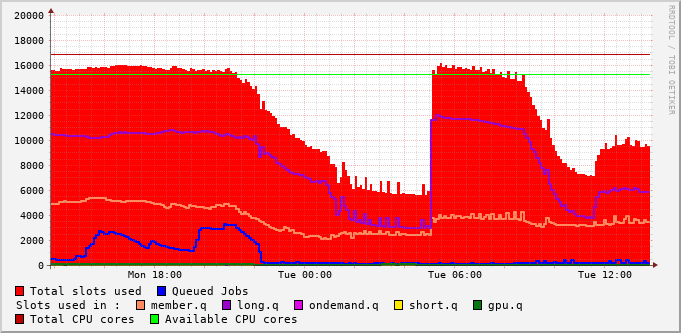 20000
18000
16000
14000
12000
10000
8000
6000
4000
2000
0
Mon 18:00 Tue 00:00 Tue 06:00 Tue 12:00
Total slots used Queued Jobs
Slots used in : member.q long.q ondemand.q short.q gpu.q
Total CPU cores Available CPU cores
RRDTOOL / TOBI OETIKER